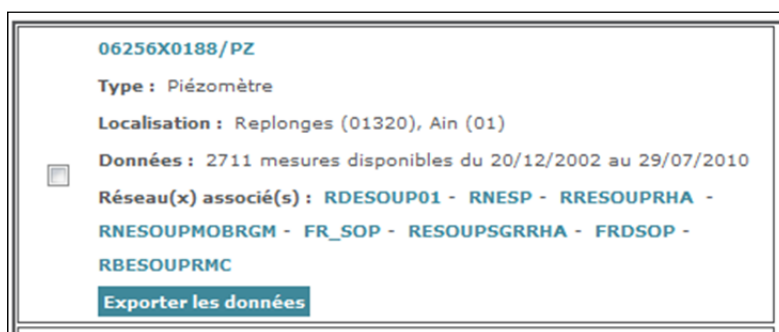 06256X0188/PZ
Type : Piézomètre
Localisation : Replonges (01320), Ain (01)
Données : 2711 mesures disponibles du 20/12/2002 au 29/07/2010
Réseau(x) associé(s) : RDESOUP01 - RNESP - RRESOUPRHA -
RNESOUPMOBRGM - FR_SOP - RESOUPSGRRHA - FRDSOP -
RBESOUPRMC
Exporter les données